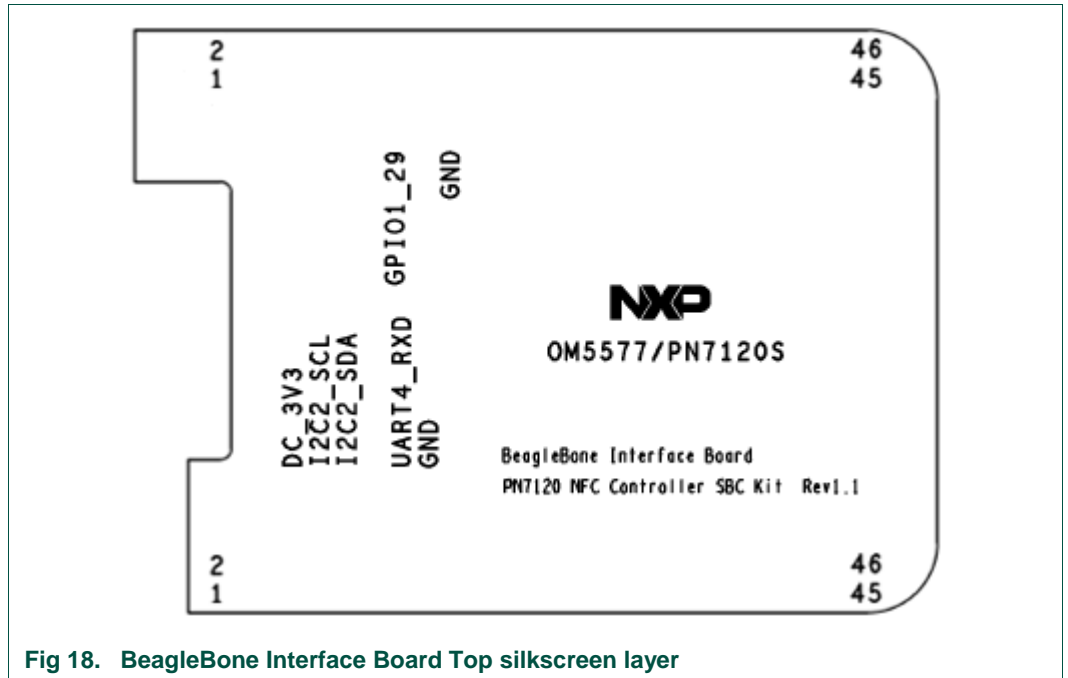 2
46
1
45
GPIO1_29
GND
NXP
OM5577/PN7120S
DC_3V3
I2C2_SCL
I2C2_SDA
UART4_RXD
GND
BeagleBone Interface Board
PN7120 NFC Controller SBC Kit Rev1.1
2
46
1
45
Fig 18. BeagleBone Interface Board Top silkscreen layer